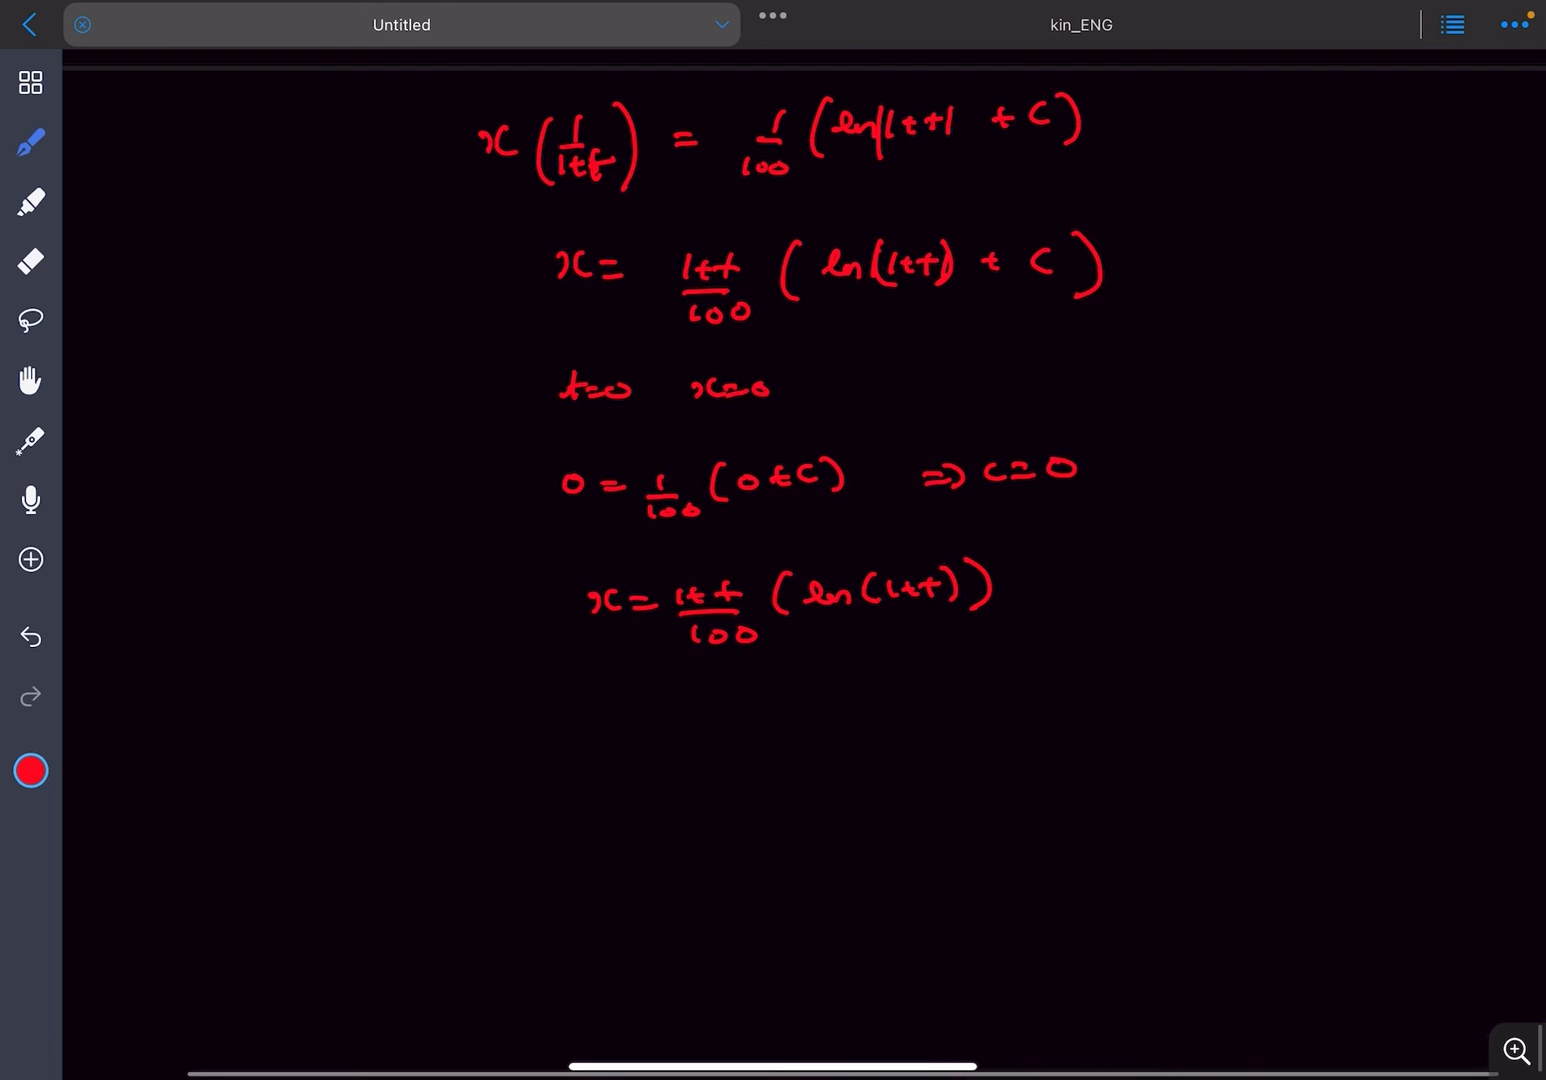 Untitled
kin_ENG
x(1/(1+t)) = 1/100 (ln|1+t| + C)
x = (1+t)/100 (ln(1+t) + C)
t=0 x=0
0 = 1/100 (0+C) ⇒ C=0
x = (1+t)/100 (ln(1+t))